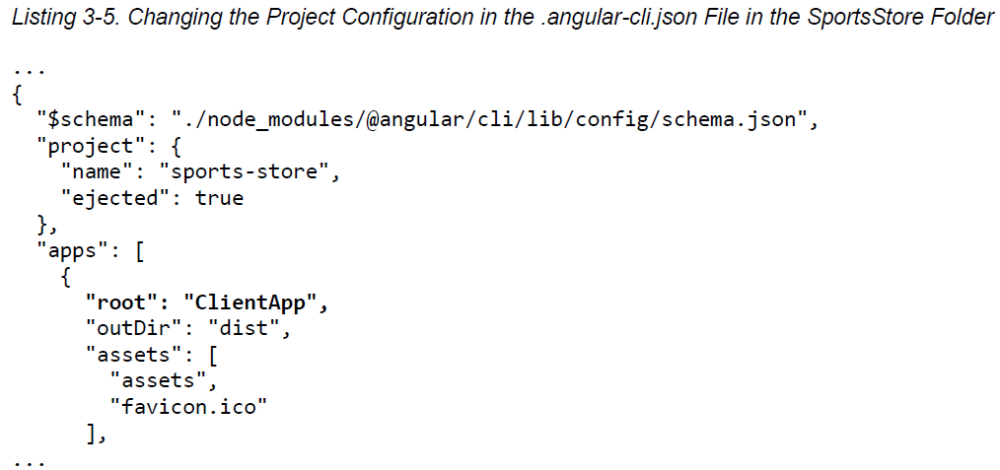 Listing 3-5. Changing the Project Configuration in the .angular-cli.json File in the SportsStore Folder
...
{
  "$schema": "./node_modules/@angular/cli/lib/config/schema.json",
  "project": {
    "name": "sports-store",
    "ejected": true
  },
  "apps": [
    {
      "root": "ClientApp",
      "outDir": "dist",
      "assets": [
        "assets",
        "favicon.ico"
      ],
...